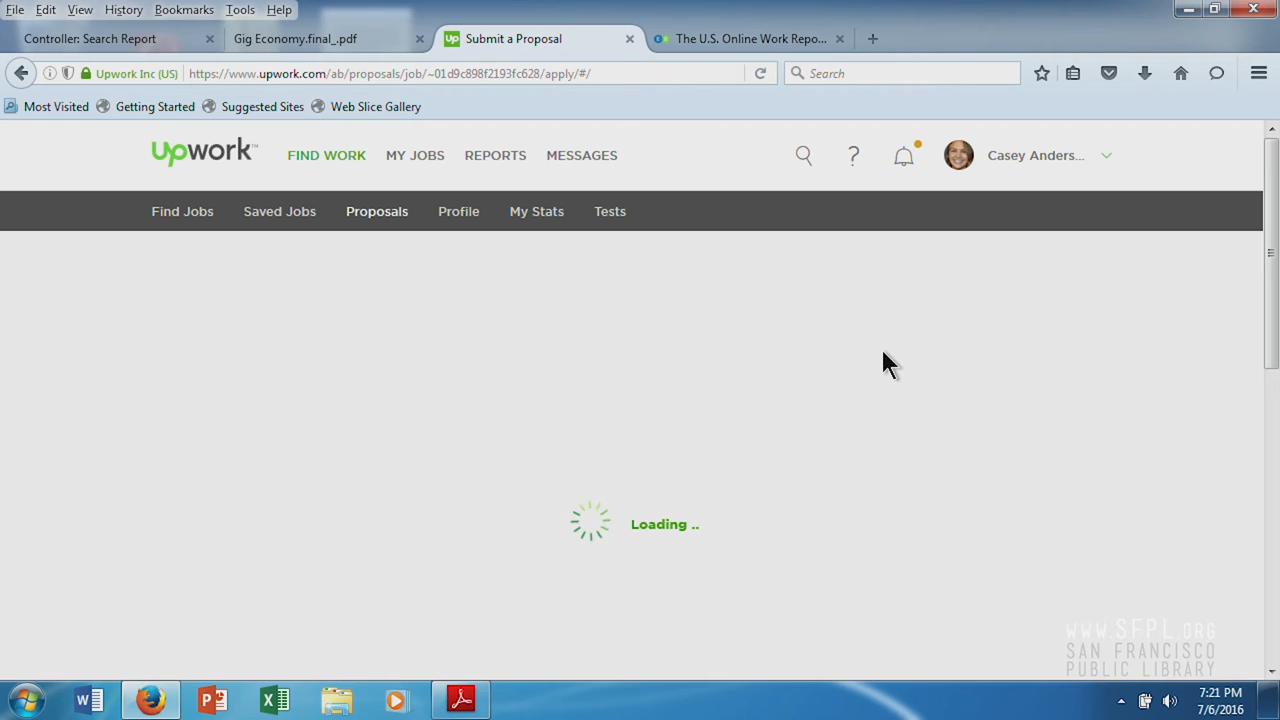 File Edit View History Bookmarks Tools Help
Controller: Search Report Gig Economy.final_.pdf Submit a Proposal The U.S. Online Work Repo...
Upwork Inc (US) https://www.upwork.com/ab/proposals/job/~01d9c898f2193fc628/apply/#/ Search
Most Visited Getting Started Suggested Sites Web Slice Gallery
Upwork™ FIND WORK MY JOBS REPORTS MESSAGES ? Casey Anders...
Find Jobs Saved Jobs Proposals Profile My Stats Tests
Loading ..
WWW.SFPL.ORG
SAN FRANCISCO
PUBLIC LIBRARY
7:21 PM
7/6/2016